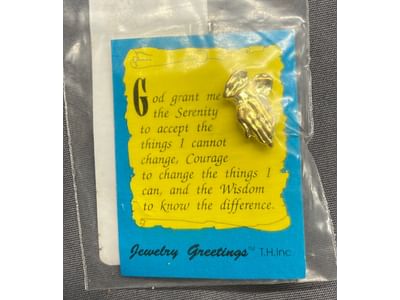 God grant me
the Serenity
to accept the
things I cannot
change, Courage
to change the things I
can, and the Wisdom
to know the difference.
Jewelry Greetings™ T.H.Inc